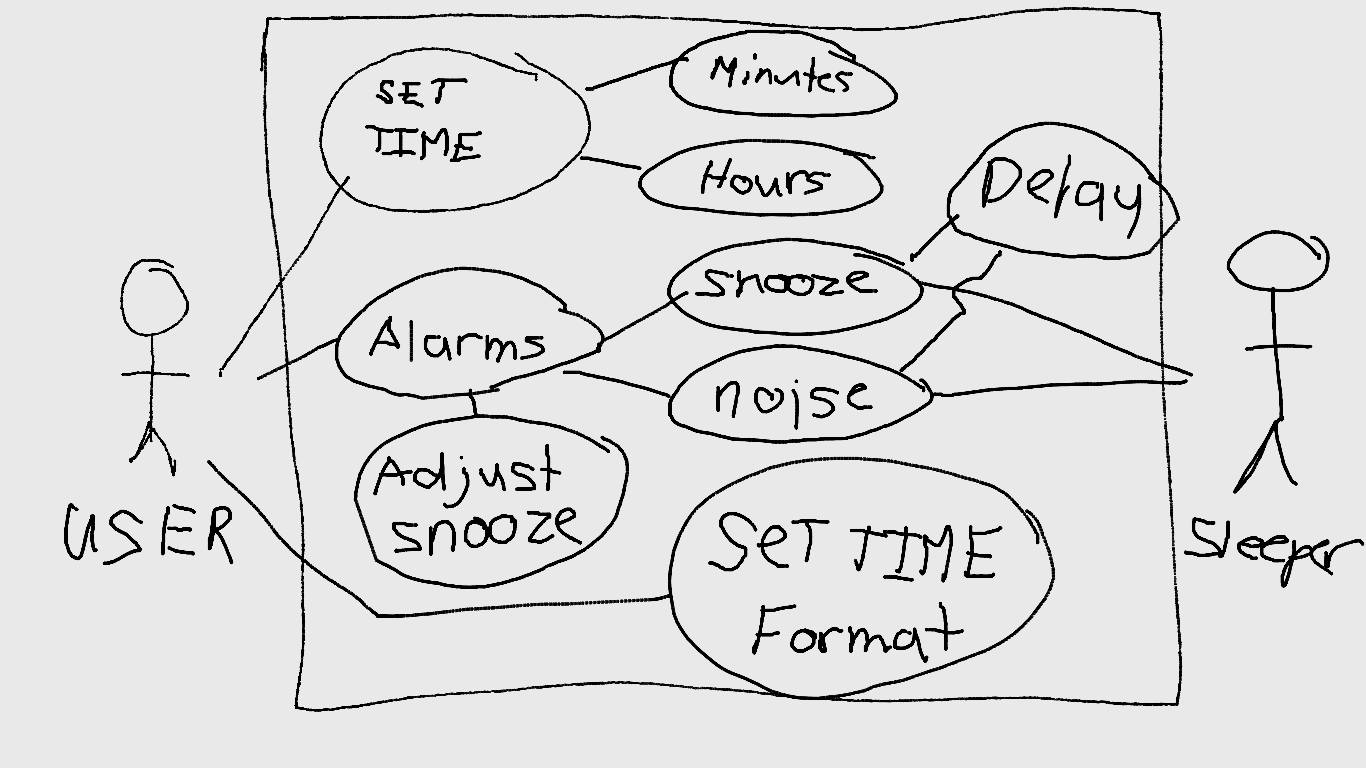 SET
TIME
Minutes
Hours
Delay
snooze
Alarms
noise
Adjust
snooze
SET TIME
Format
USER
Sleeper